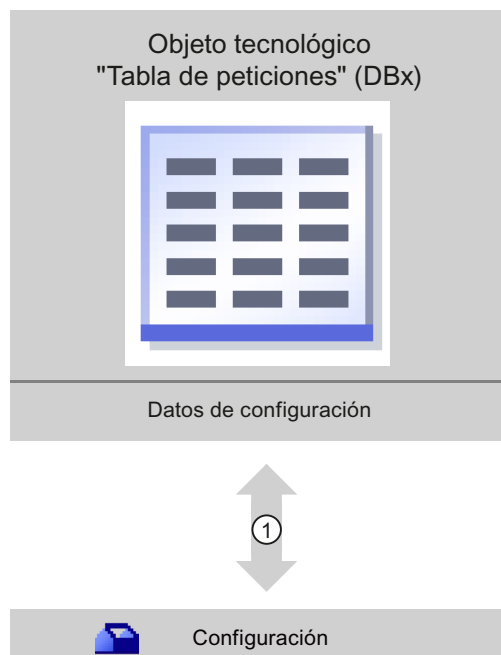 Objeto tecnológico
"Tabla de peticiones" (DBx)
Datos de configuración
1
Configuración